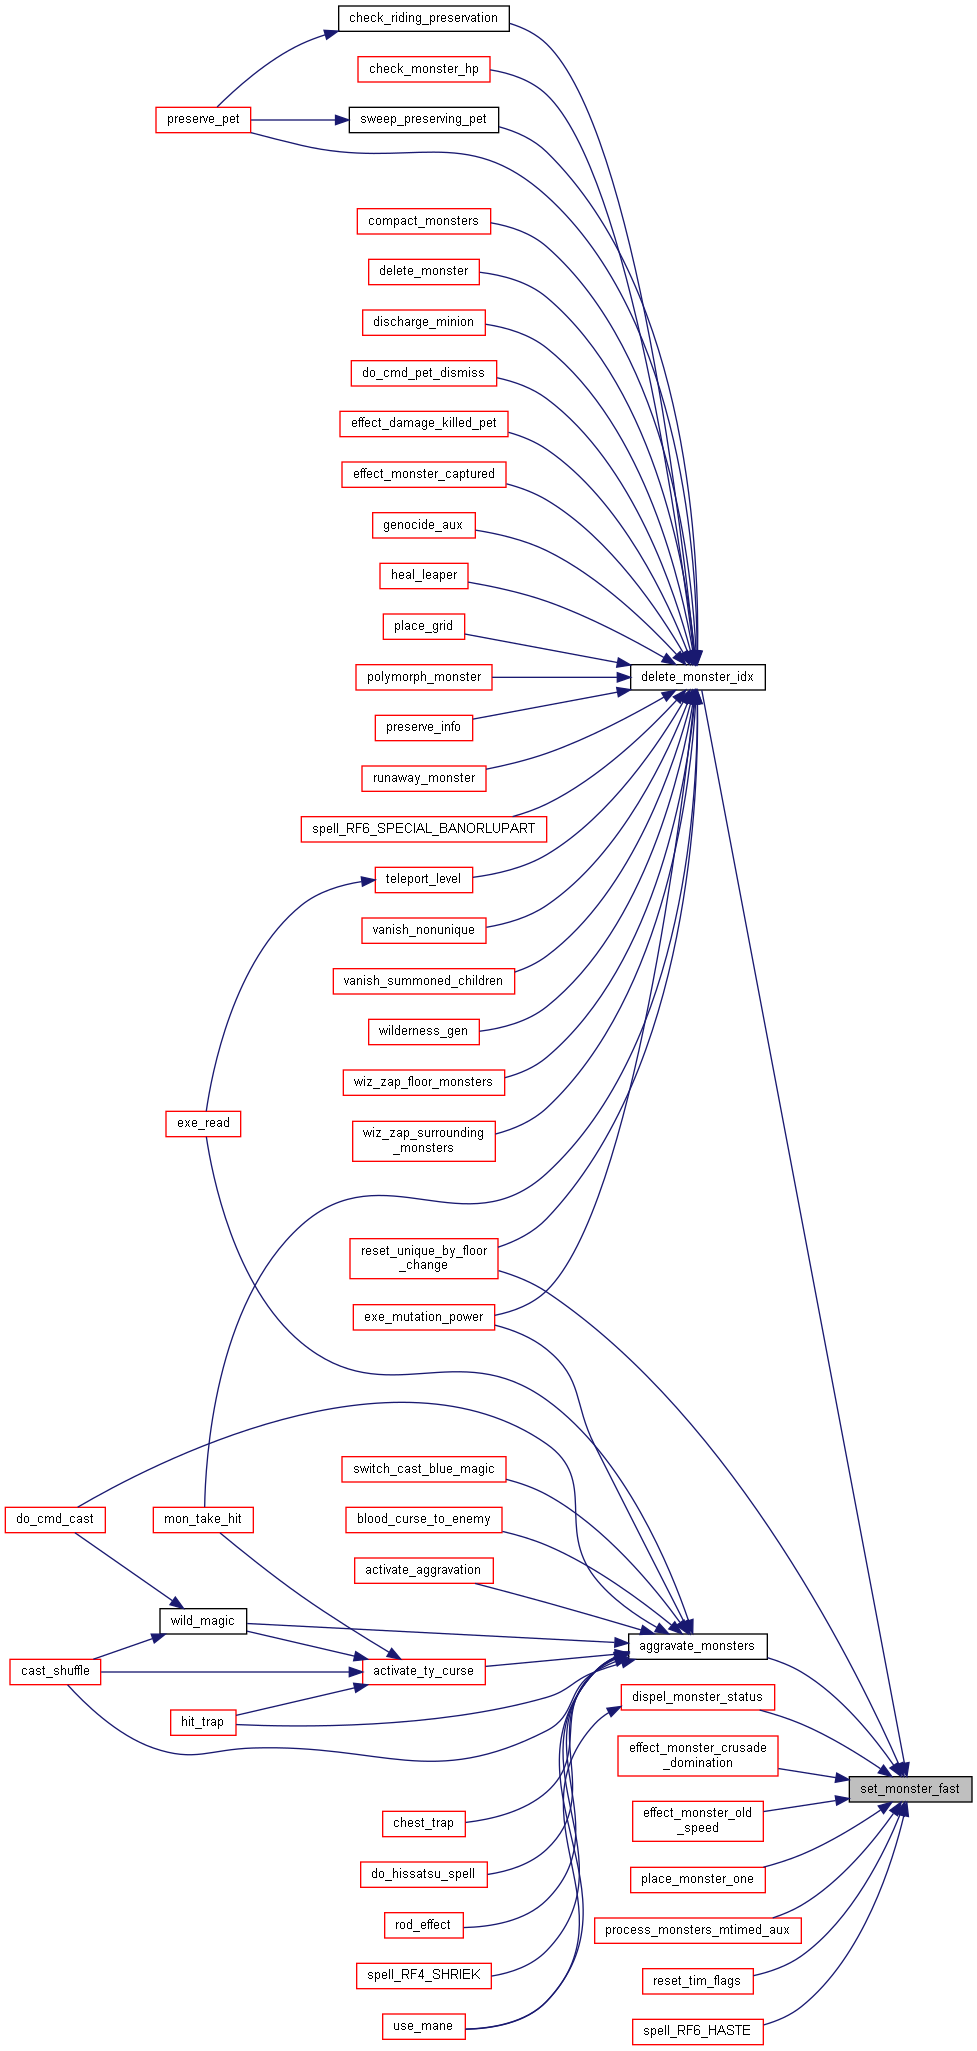 check_riding_preservation
check_monster_hp
preserve_pet
sweep_preserving_pet
compact_monsters
delete_monster
discharge_minion
do_cmd_pet_dismiss
effect_damage_killed_pet
effect_monster_captured
genocide_aux
heal_leaper
place_grid
polymorph_monster
delete_monster_idx
preserve_info
runaway_monster
spell_RF6_SPECIAL_BANORLUPART
teleport_level
vanish_nonunique
vanish_summoned_children
wilderness_gen
wiz_zap_floor_monsters
exe_read
wiz_zap_surrounding
_monsters
reset_unique_by_floor
_change
exe_mutation_power
switch_cast_blue_magic
do_cmd_cast
mon_take_hit
blood_curse_to_enemy
activate_aggravation
wild_magic
aggravate_monsters
cast_shuffle
activate_ty_curse
dispel_monster_status
hit_trap
effect_monster_crusade
_domination
set_monster_fast
effect_monster_old
_speed
chest_trap
do_hissatsu_spell
place_monster_one
rod_effect
process_monsters_mtimed_aux
spell_RF4_SHRIEK
reset_tim_flags
use_mane
spell_RF6_HASTE